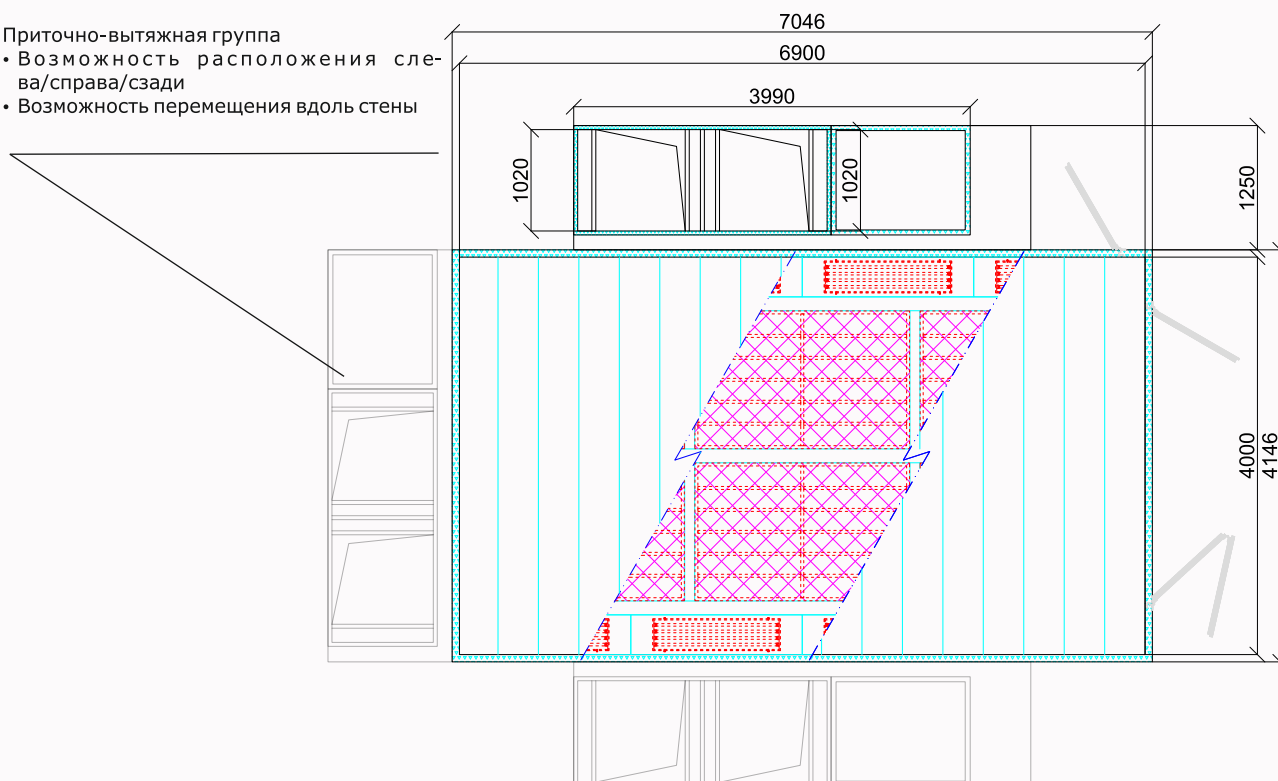 7046
Приточно-вытяжная группа
6900
• Возможность расположения сле-
ва/справа/сзади
• Возможность перемещения вдоль стены
3990
1020
1020
1250
4000
4146